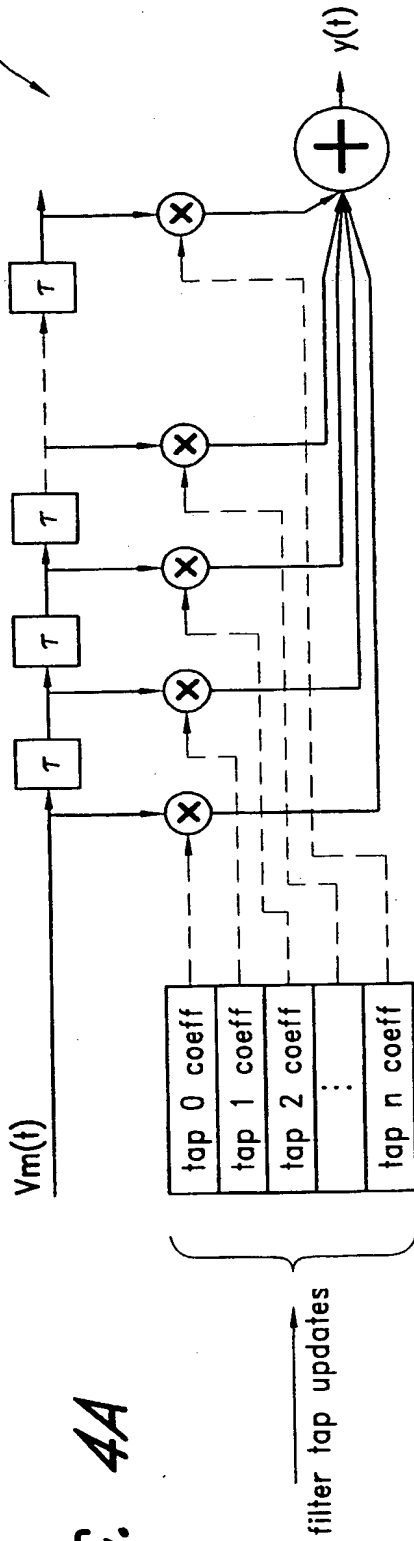 4A
Vm(t)
τ
τ
τ
τ
×
×
×
×
×
+
y(t)
tap 0 coeff
tap 1 coeff
tap 2 coeff
⋮
tap n coeff
filter tap updates